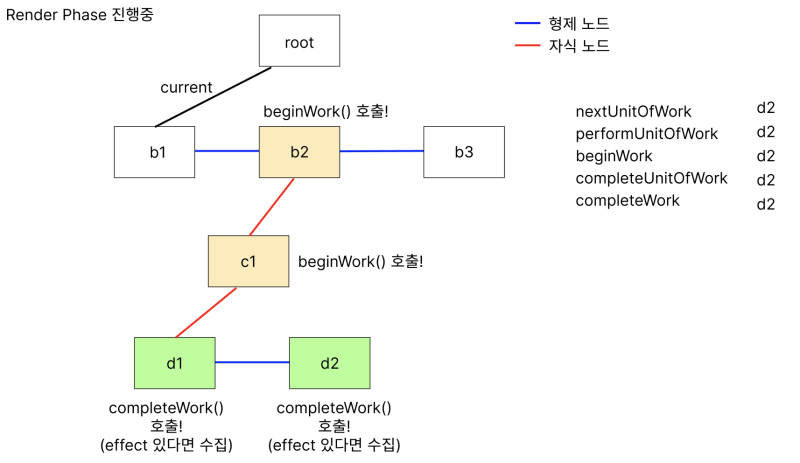 Render Phase 진행중
root
형제 노드
자식 노드
current
beginWork() 호출!
b1
b2
b3
nextUnitOfWork d2
performUnitOfWork d2
beginWork d2
completeUnitOfWork d2
completeWork d2
c1
beginWork() 호출!
d1
d2
completeWork()
호출!
(effect 있다면 수집)
completeWork()
호출!
(effect 있다면 수집)